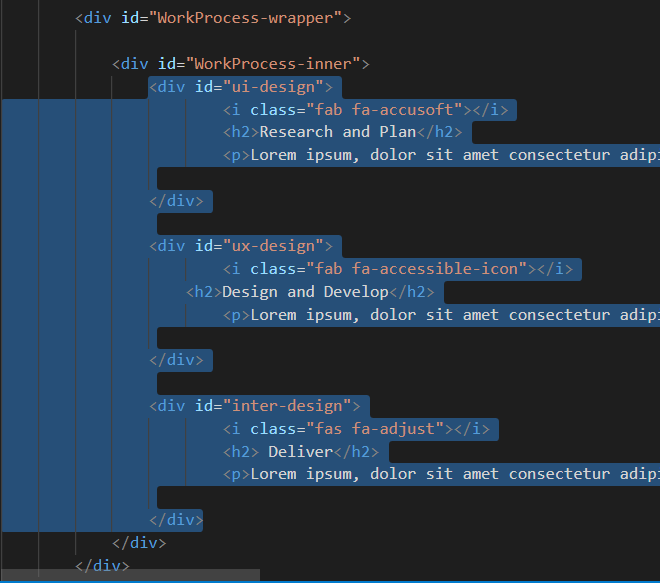 <div id="WorkProcess-wrapper">
<div id="WorkProcess-inner">
<div id="ui-design">
<i class="fab fa-accusoft"></i>
<h2>Research and Plan</h2>
<p>Lorem ipsum, dolor sit amet consectetur adipi
</div>
<div id="ux-design">
<i class="fab fa-accessible-icon"></i>
<h2>Design and Develop</h2>
<p>Lorem ipsum, dolor sit amet consectetur adipi
</div>
<div id="inter-design">
<i class="fas fa-adjust"></i>
<h2> Deliver</h2>
<p>Lorem ipsum, dolor sit amet consectetur adipi
</div>
</div>
</div>